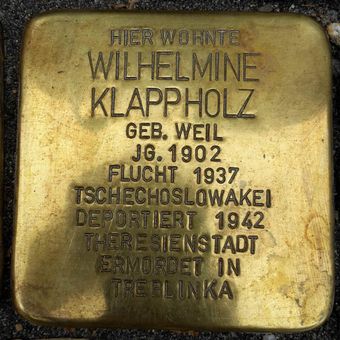 HIER WOHNTE
WILHELMINE
KLAPPHOLZ
GEB. WEIL
JG. 1902
FLUCHT 1937
TSCHECHOSLOWAKEI
DEPORTIERT 1942
THERESIENSTADT
ERMORDET IN
TREBLINKA